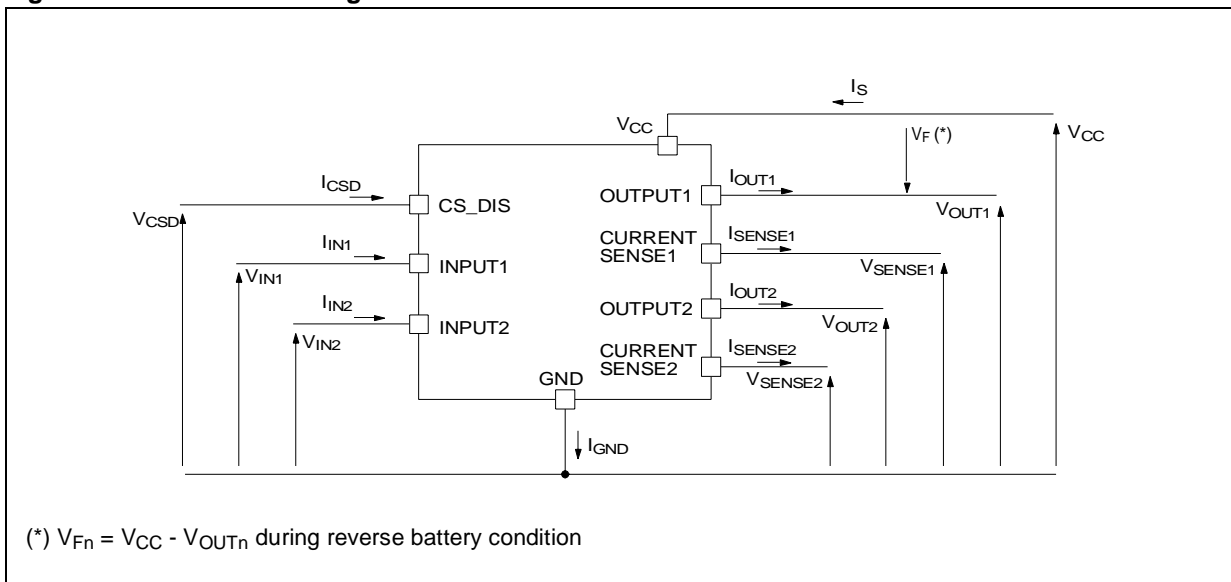 IS
VCC
VF (*)
VCC
ICSD
CS_DIS
OUTPUT1
IOUT1
VCSD
VOUT1
IIN1
INPUT1
CURRENT
SENSE1
ISENSE1
VIN1
VSENSE1
IIN2
INPUT2
OUTPUT2
IOUT2
VIN2
VOUT2
CURRENT
SENSE2
ISENSE2
GND
VSENSE2
IGND
(*) VFn = VCC - VOUTn during reverse battery condition